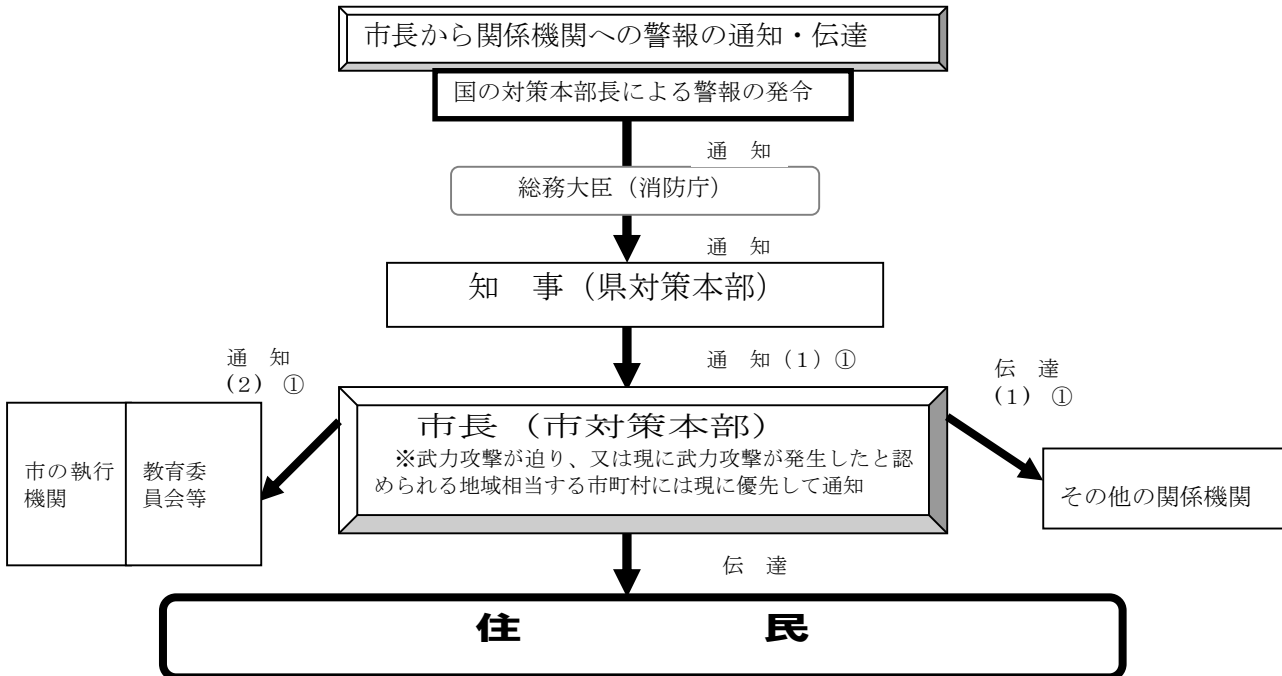 市長から関係機関への警報の通知・伝達
国の対策本部長による警報の発令
通　知
総務大臣（消防庁）
通　知
知　事（県対策本部）
通　知
(2) ①
通　知（1）①
伝　達
(1) ①
市の執行
機関
教育委
員会等
市長（市対策本部）
※武力攻撃が迫り、又は現に武力攻撃が発生したと認
められる地域相当する市町村には現に優先して通知
その他の関係機関
伝　達
住　民